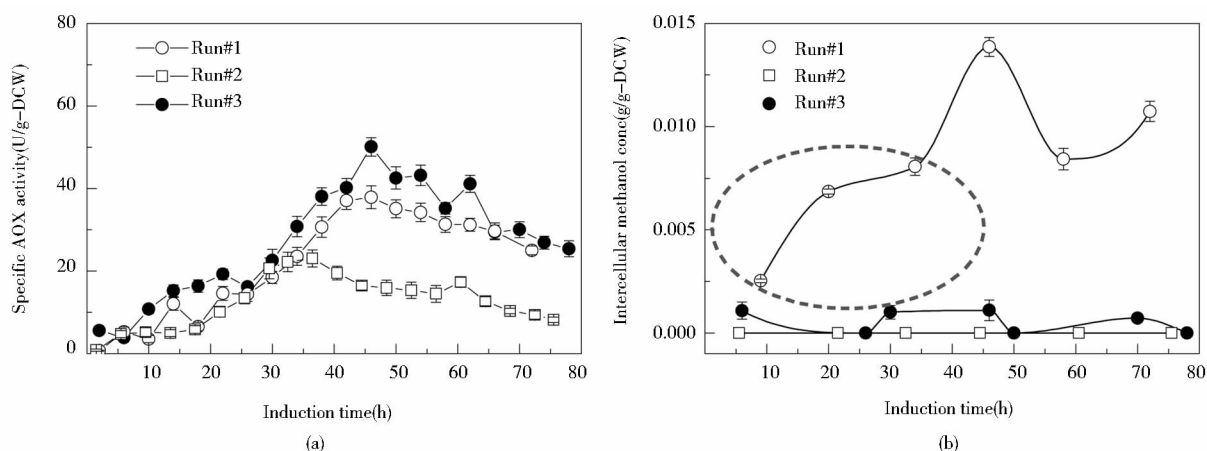 80
60
40
20
0
Specific AOX activity(U/g-DCW)
Run#1
Run#2
Run#3
10 20 30 40 50 60 70 80
Induction time(h)
(a)
0.015
0.010
0.005
0.000
Intercellular methanol conc(g/g-DCW)
Run#1
Run#2
Run#3
10 20 30 40 50 60 70 80
Induction time(h)
(b)